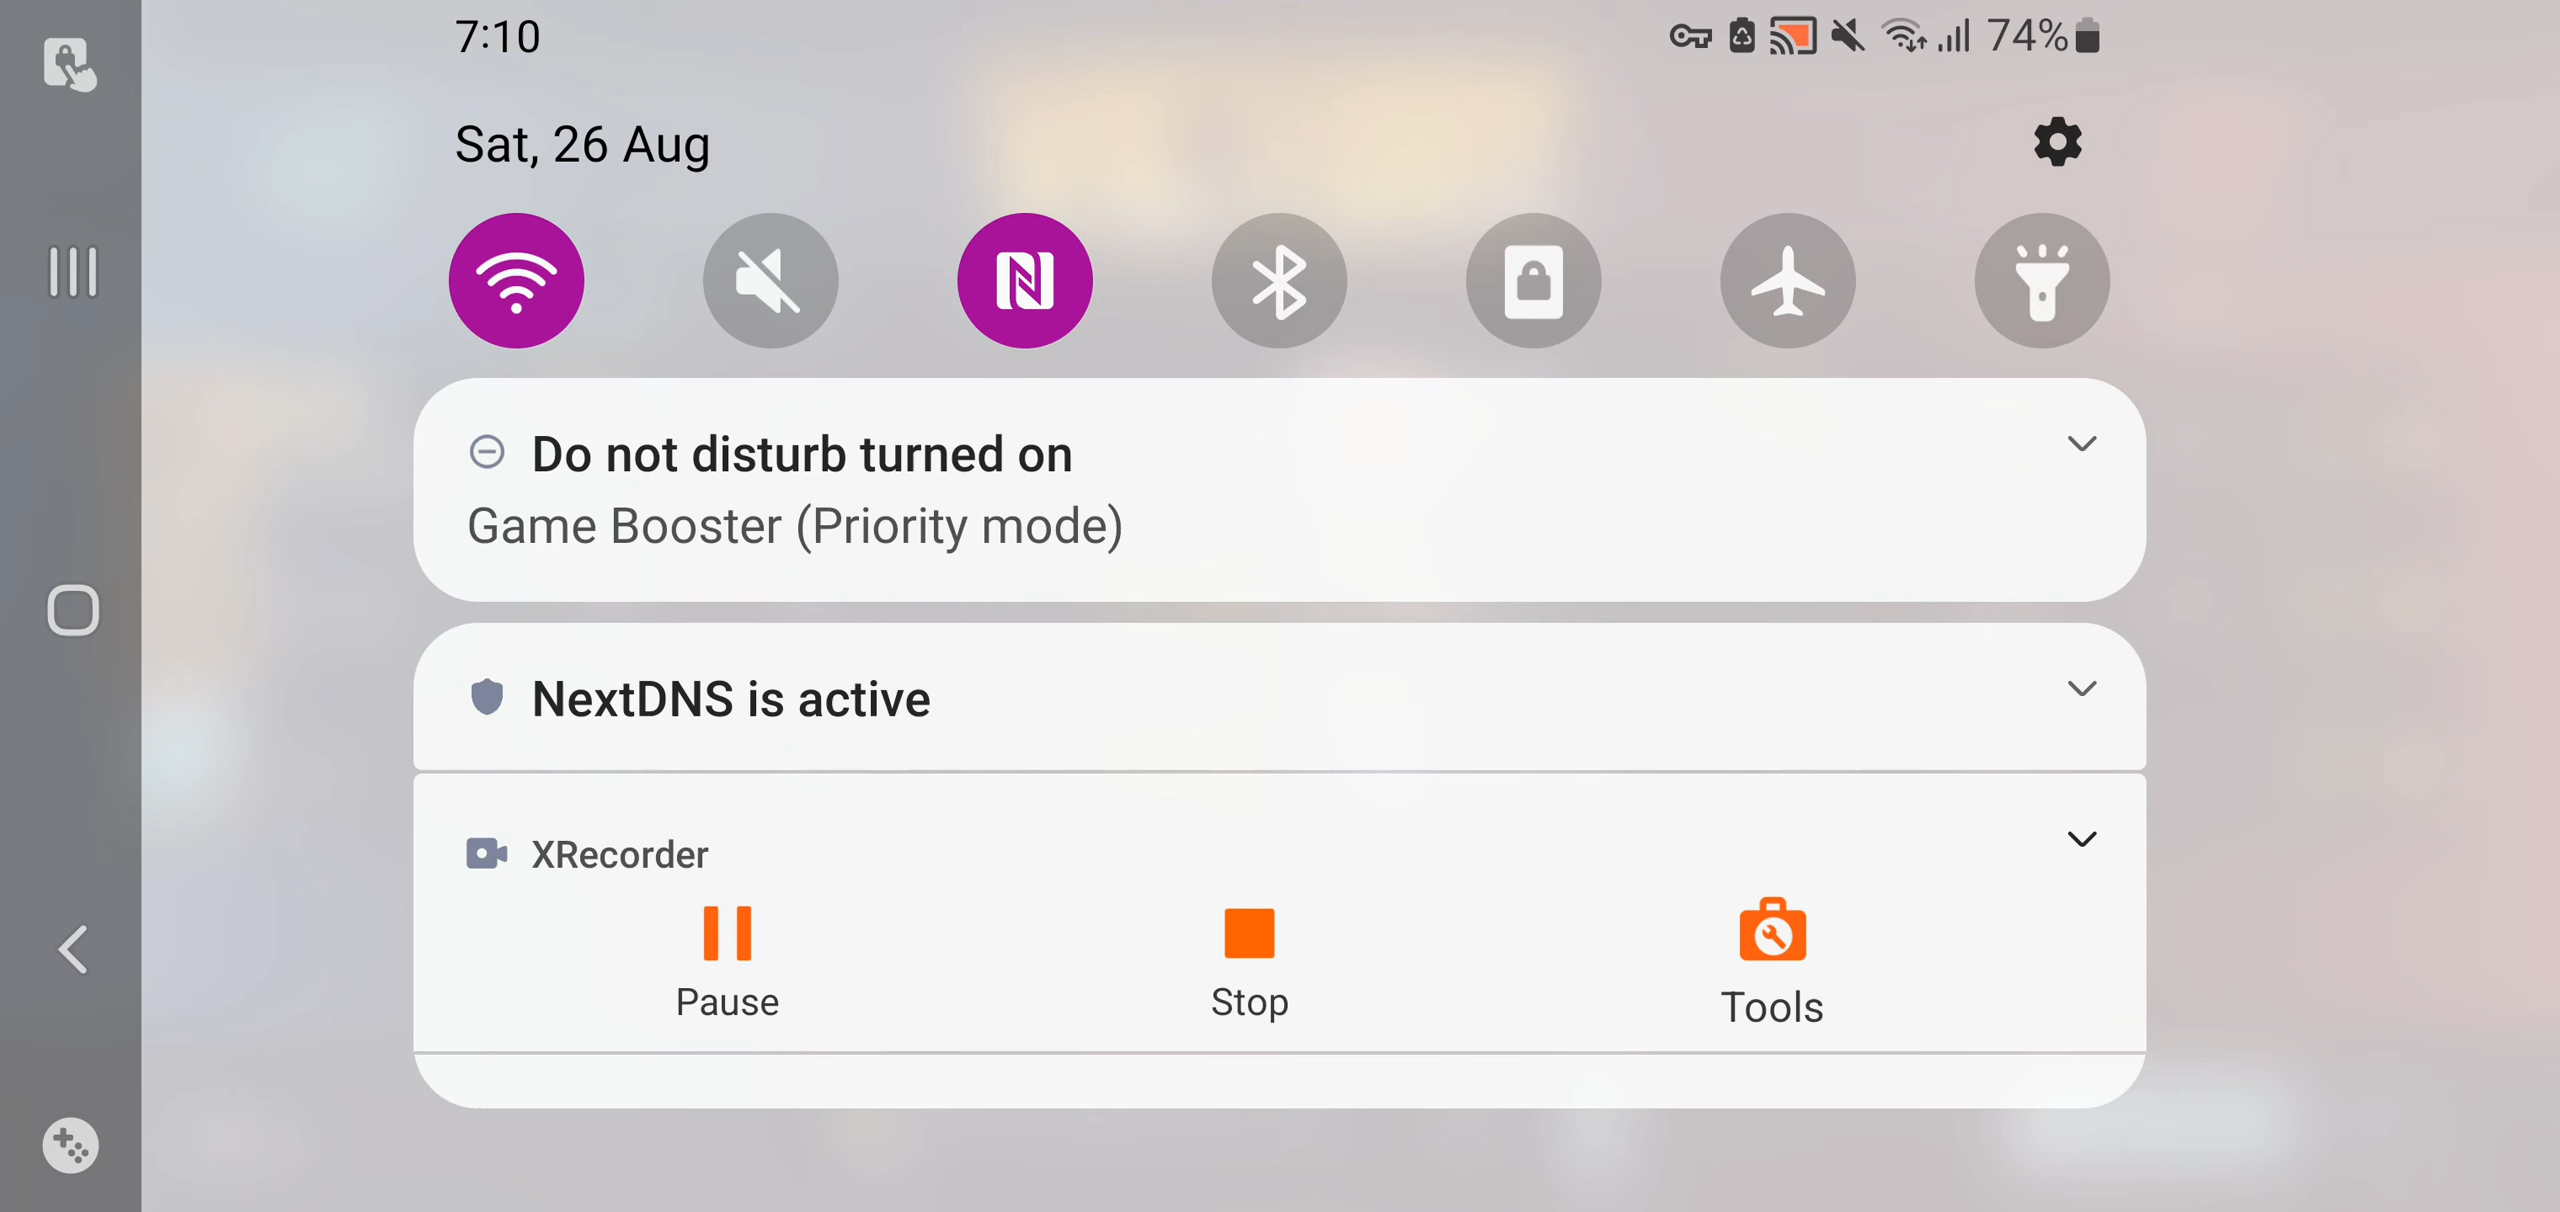 7:10
74%
Sat, 26 Aug
Do not disturb turned on
Game Booster (Priority mode)
NextDNS is active
XRecorder
Pause
Stop
Tools